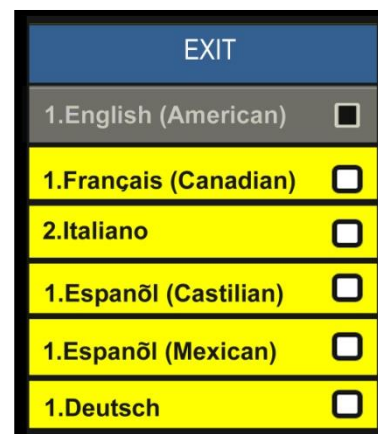 EXIT
1.English (American)
1.Français (Canadian)
2.Italiano
1.Espanõl (Castilian)
1.Espanõl (Mexican)
1.Deutsch